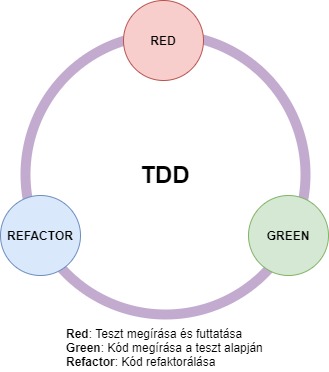 RED
TDD
REFACTOR
GREEN
Red: Teszt megírása és futtatása
Green: Kód megírása a teszt alapján
Refactor: Kód refaktorálása